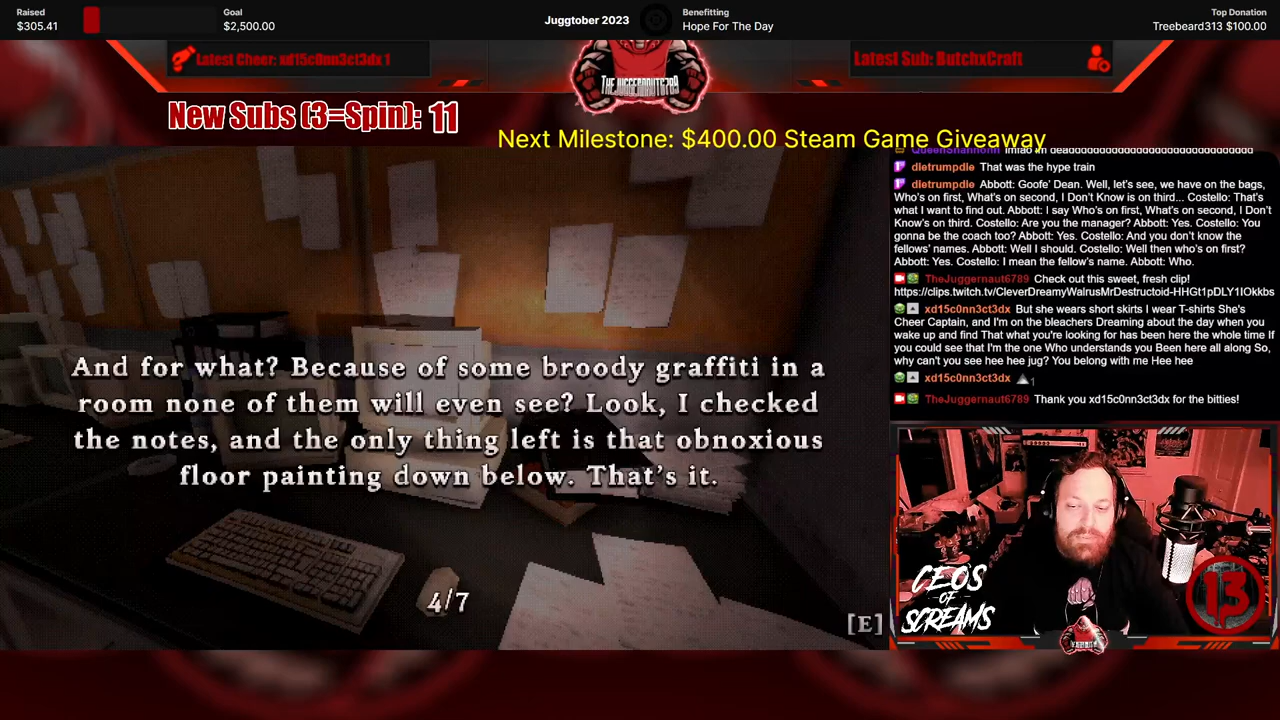 Raised
$305.41
Goal
$2,500.00
Juggtober 2023
Benefitting
Hope For The Day
Top Donation
Treebeard313 $100.00
Latest Cheer: xd15c0nn3ct3dx 1
THEJUGGERNAUT6789
Latest Sub: ButchxCraft
New Subs (3=Spin): 11
Next Milestone: $400.00 Steam Game Giveaway
dietrumpdle That was the hype train
dietrumpdle Abbott: Goofe' Dean. Well, let's see, we have on the bags,
Who's on first, What's on second, I Don't Know is on third... Costello: That's
what I want to find out. Abbott: I say Who's on first, What's on second, I Don't
Know's on third. Costello: Are you the manager? Abbott: Yes. Costello: You
gonna be the coach too? Abbott: Yes. Costello: And you don't know the
fellows' names. Abbott: Well I should. Costello: Well then who's on first?
Abbott: Yes. Costello: I mean the fellow's name. Abbott: Who.
TheJuggernaut6789 Check out this sweet, fresh clip!
https://clips.twitch.tv/CleverDreamyWalrusMrDestructoid-HHGt1pDLY1IOkkbs
xd15c0nn3ct3dx But she wears short skirts I wear T-shirts She's
Cheer Captain, and I'm on the bleachers Dreaming about the day when you
wake up and find That what you're looking for has been here the whole time If
you could see that I'm the one Who understands you Been here all along So,
why can't you see hee hee jug? You belong with me Hee hee
xd15c0nn3ct3dx 1
TheJuggernaut6789 Thank you xd15c0nn3ct3dx for the bitties!
And for what? Because of some broody graffiti in a
room none of them will even see? Look, I checked
the notes, and the only thing left is that obnoxious
floor painting down below. That's it.
4/7
[E]
CEOS
OF
SCREAMS
13